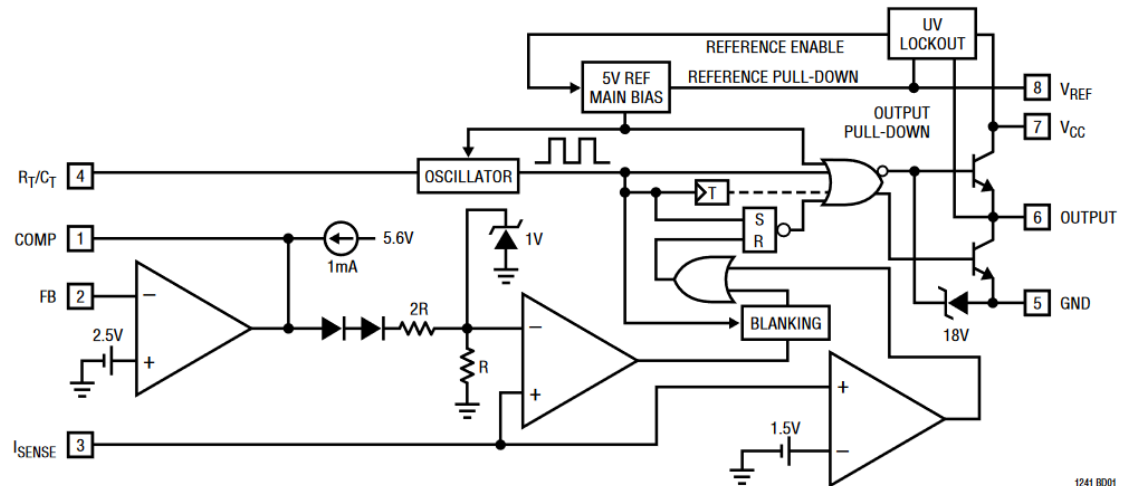 UV
LOCKOUT
REFERENCE ENABLE
5V REF
MAIN BIAS
REFERENCE PULL-DOWN
8 VREF
OUTPUT
PULL-DOWN
7 VCC
RT/CT 4
OSCILLATOR
T
S
R
6 OUTPUT
COMP 1
5.6V
1mA
1V
FB 2
–
2R
2.5V
+
R
–
+
BLANKING
18V
5 GND
+
1.5V
–
ISENSE 3
1241 BD01